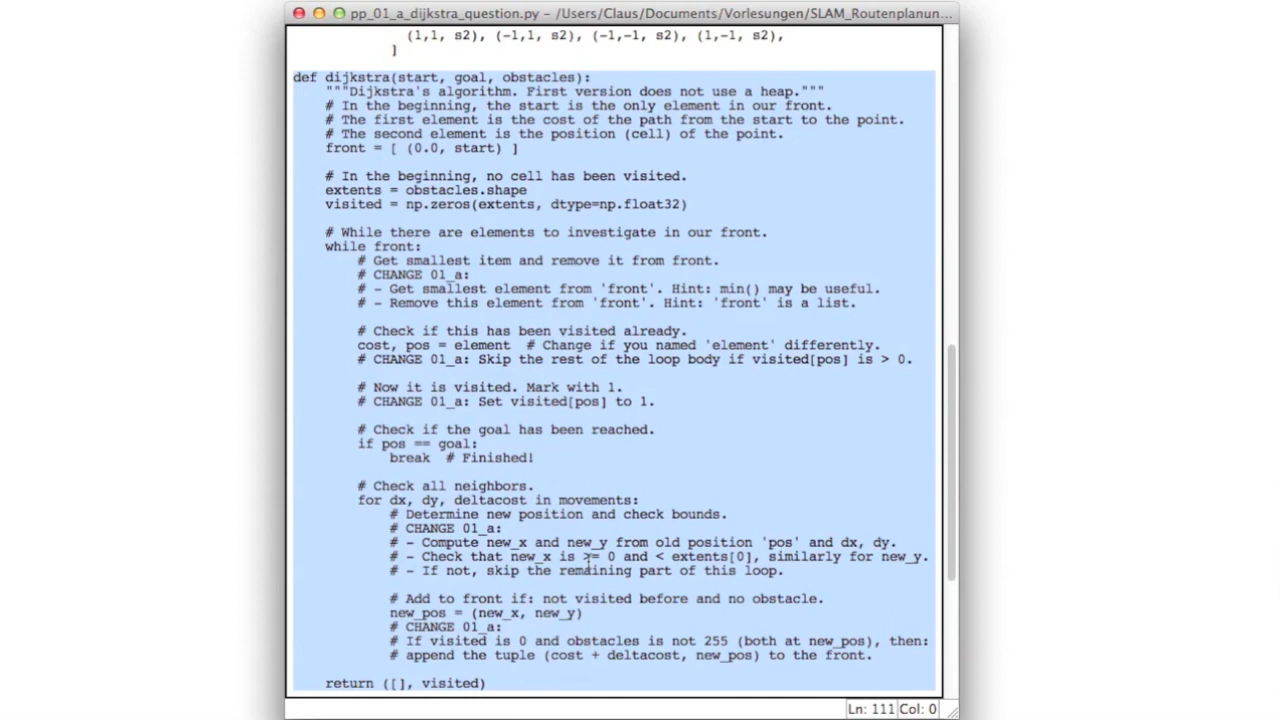 pp_01_a_dijkstra_question.py – /Users/Claus/Documents/Vorlesungen/SLAM_Routenplanun...
(1,1, s2), (-1,1, s2), (-1,-1, s2), (1,-1, s2),
]
def dijkstra(start, goal, obstacles):
"""Dijkstra's algorithm. First version does not use a heap."""
# In the beginning, the start is the only element in our front.
# The first element is the cost of the path from the start to the point.
# The second element is the position (cell) of the point.
front = [ (0.0, start) ]
# In the beginning, no cell has been visited.
extents = obstacles.shape
visited = np.zeros(extents, dtype=np.float32)
# While there are elements to investigate in our front.
while front:
# Get smallest item and remove it from front.
# CHANGE 01_a:
# - Get smallest element from 'front'. Hint: min() may be useful.
# - Remove this element from 'front'. Hint: 'front' is a list.
# Check if this has been visited already.
cost, pos = element  # Change if you named 'element' differently.
# CHANGE 01_a: Skip the rest of the loop body if visited[pos] is > 0.
# Now it is visited. Mark with 1.
# CHANGE 01_a: Set visited[pos] to 1.
# Check if the goal has been reached.
if pos == goal:
break  # Finished!
# Check all neighbors.
for dx, dy, deltacost in movements:
# Determine new position and check bounds.
# CHANGE 01_a:
# - Compute new_x and new_y from old position 'pos' and dx, dy.
# - Check that new_x is >= 0 and < extents[0], similarly for new_y.
# - If not, skip the remaining part of this loop.
# Add to front if: not visited before and no obstacle.
new_pos = (new_x, new_y)
# CHANGE 01_a:
# If visited is 0 and obstacles is not 255 (both at new_pos), then:
# append the tuple (cost + deltacost, new_pos) to the front.
return ([], visited)
Ln: 111 Col: 0